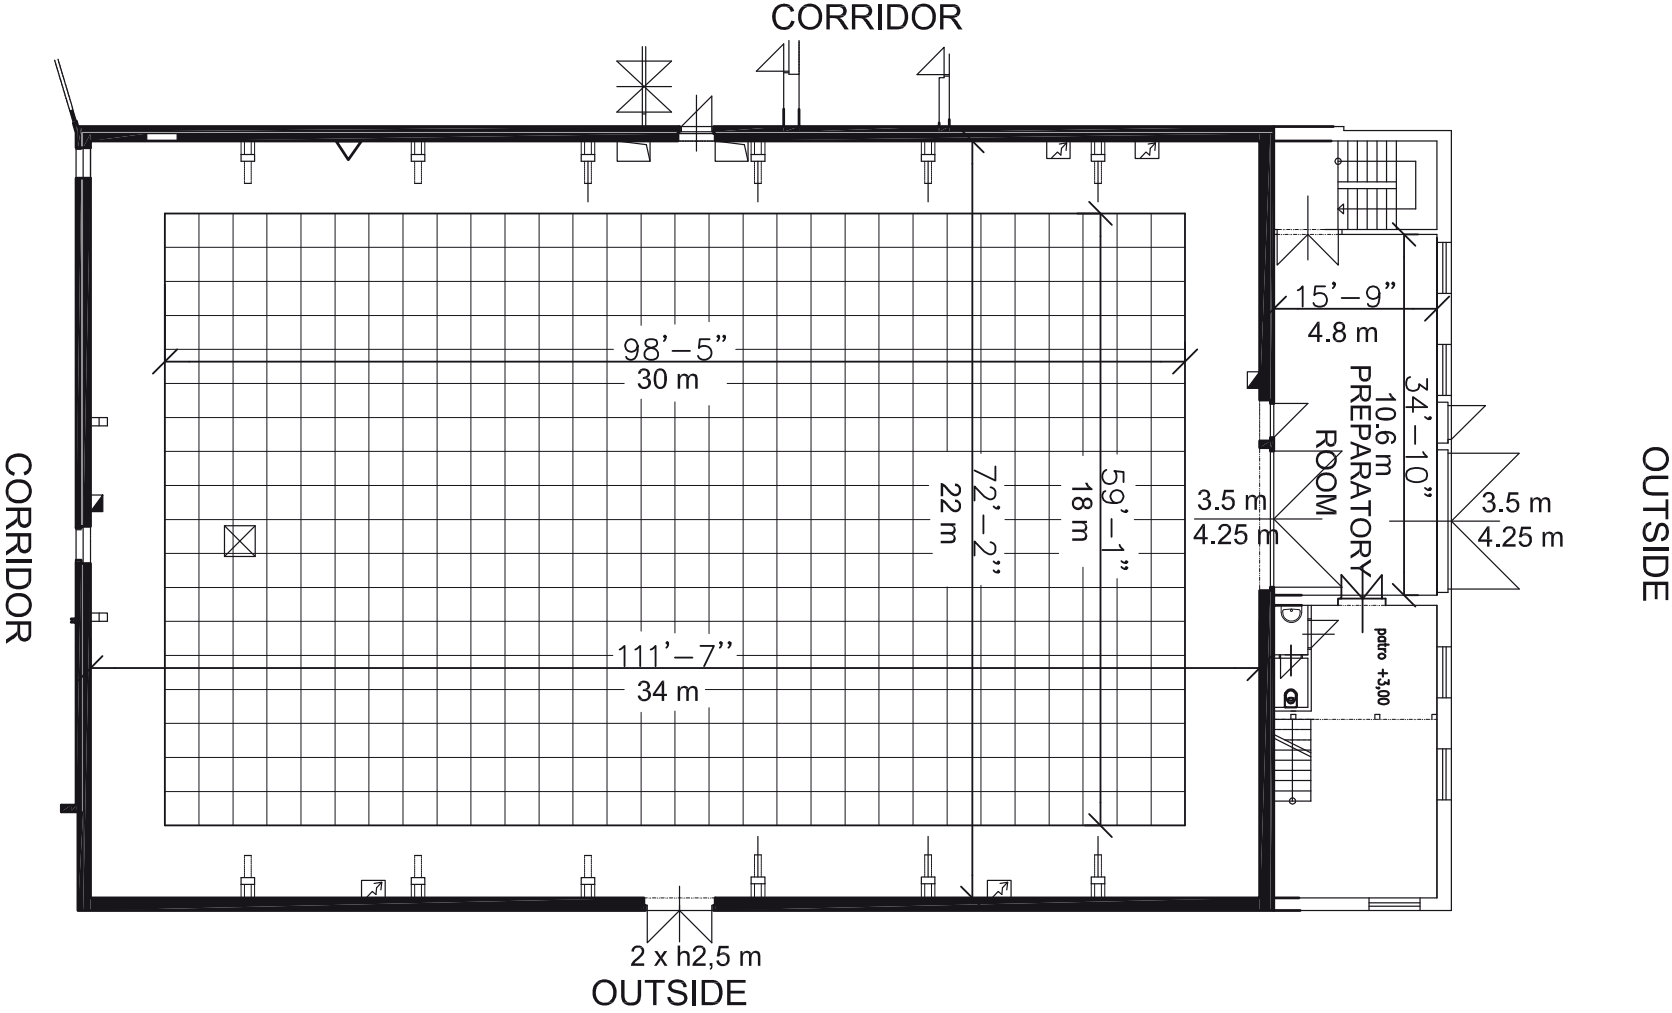 CORRIDOR
15’–9”
4.8 m
98’–5”
30 m
34’–10”
10.6 m
PREPARATORY
ROOM
CORRIDOR
72’–2”
22 m
59’–1”
18 m
3.5 m
4.25 m
3.5 m
4.25 m
OUTSIDE
111’–7’’
34 m
patro +3,00
2 x h2,5 m
OUTSIDE